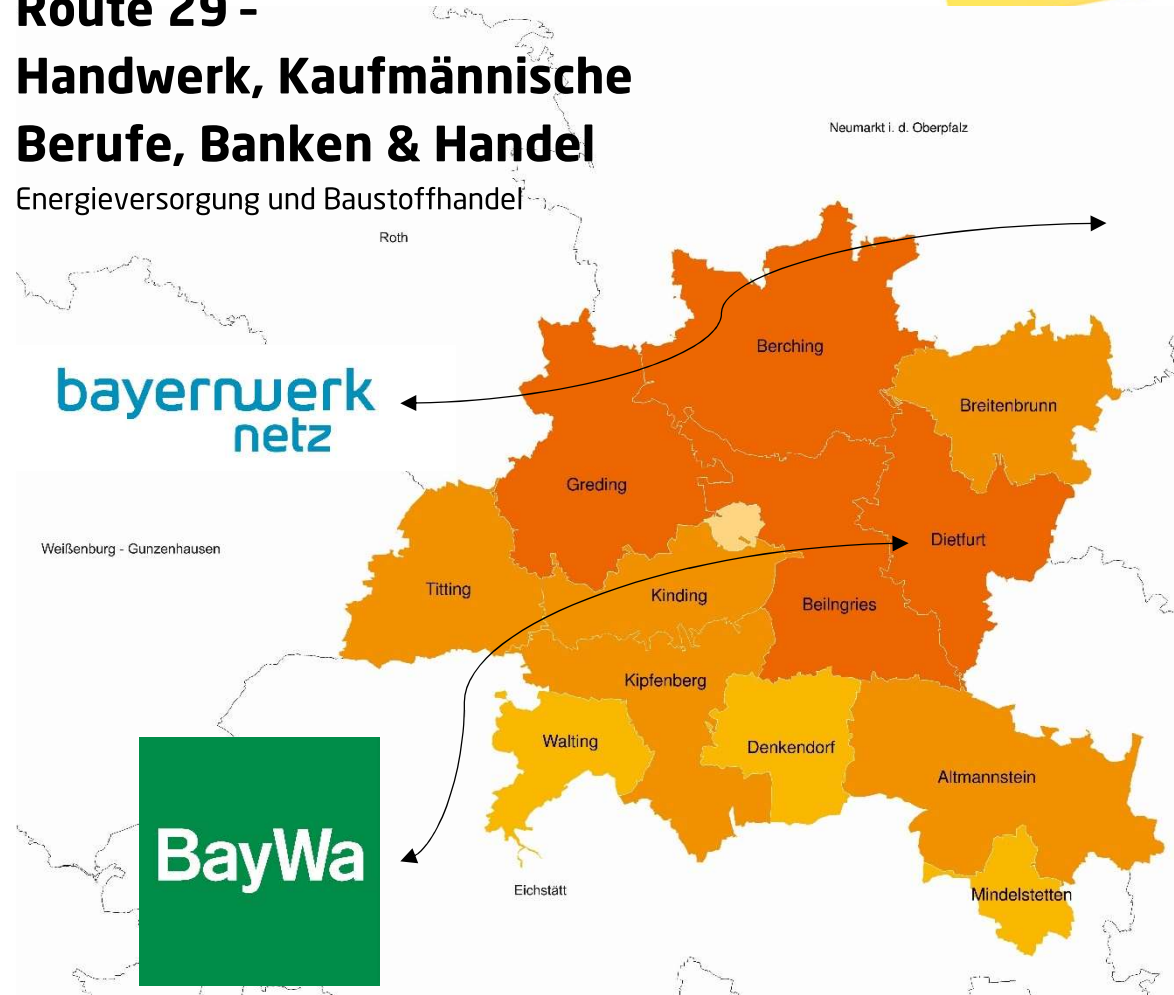 Route 29 –
Handwerk, Kaufmännische
Berufe, Banken & Handel
Energieversorgung und Baustoffhandel
Neumarkt i. d. Oberpfalz
Roth
Berching
bayernwerk
netz
Breitenbrunn
Greding
Dietfurt
Weißenburg - Gunzenhausen
Titting
Kinding
Beilngries
Kipfenberg
Walting
Denkendorf
Altmannstein
BayWa
Eichstätt
Mindelstetten